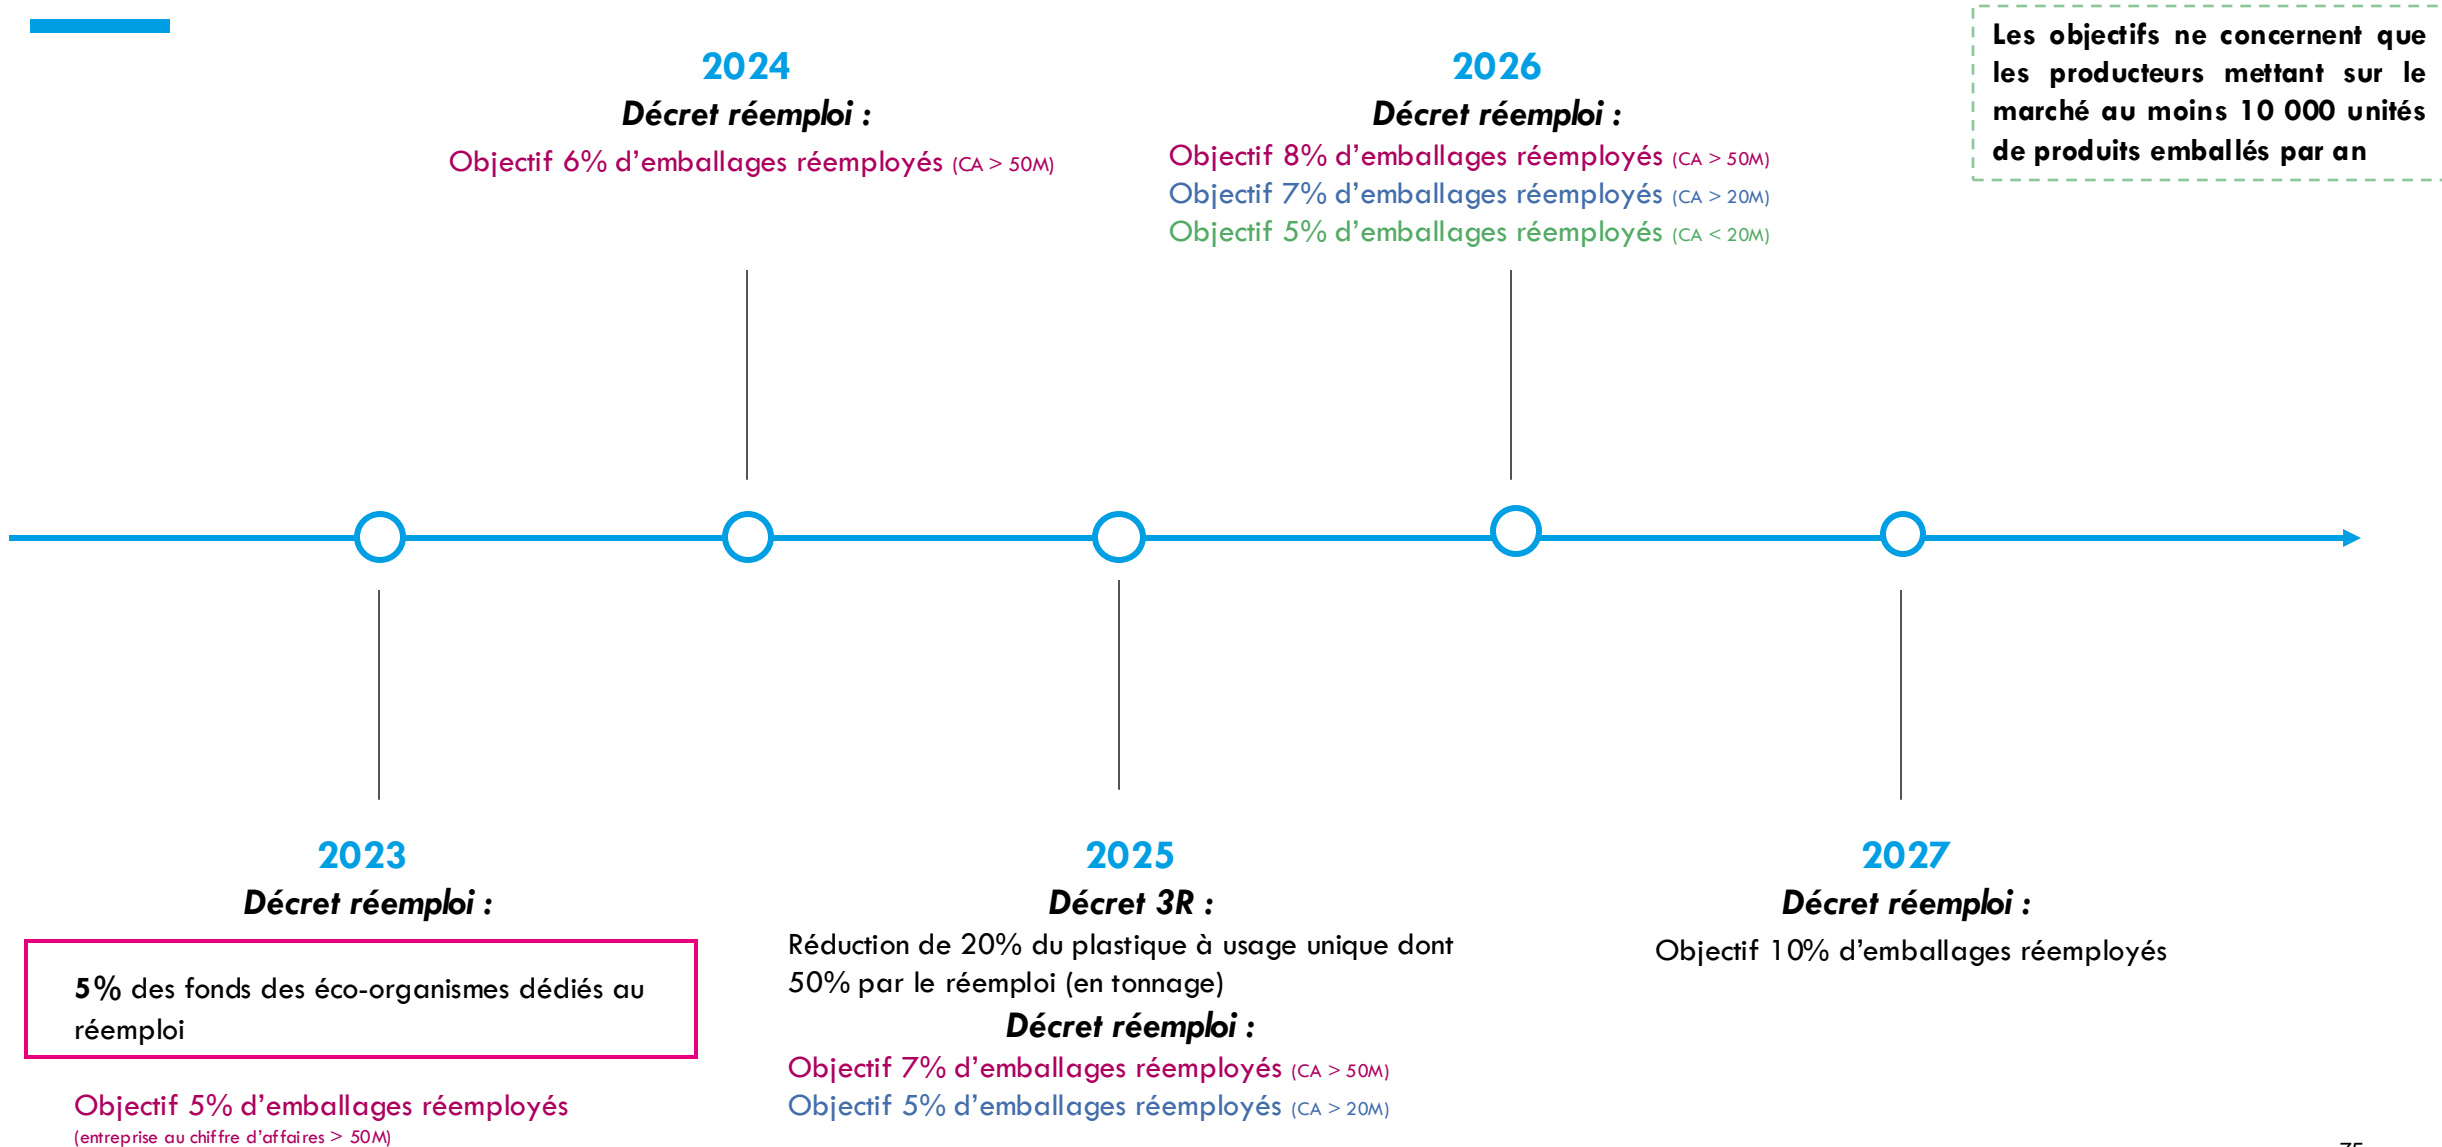 2024
Décret réemploi :
Objectif 6% d'emballages réemployés (CA > 50M)
2026
Décret réemploi :
Objectif 8% d'emballages réemployés (CA > 50M)
Objectif 7% d'emballages réemployés (CA > 20M)
Objectif 5% d'emballages réemployés (CA < 20M)
Les objectifs ne concernent que
les producteurs mettant sur le
marché au moins 10 000 unités
de produits emballés par an
2023
Décret réemploi :
5% des fonds des éco-organismes dédiés au
réemploi
Objectif 5% d'emballages réemployés
(entreprise au chiffre d'affaires > 50M)
2025
Décret 3R :
Réduction de 20% du plastique à usage unique dont
50% par le réemploi (en tonnage)
Décret réemploi :
Objectif 7% d'emballages réemployés (CA > 50M)
Objectif 5% d'emballages réemployés (CA > 20M)
2027
Décret réemploi :
Objectif 10% d'emballages réemployés